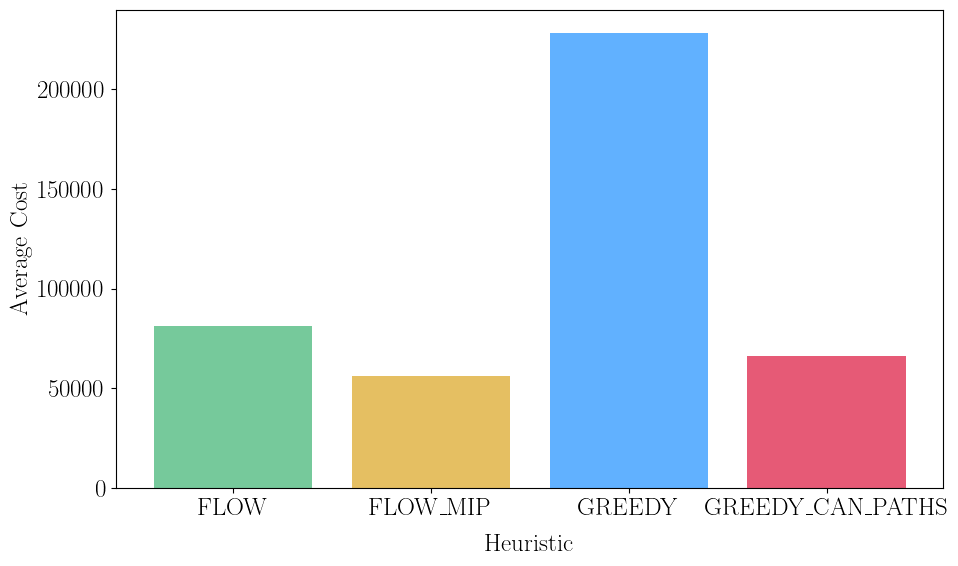 200000
150000
100000
50000
0
Average Cost
FLOW
FLOW_MIP
GREEDY
GREEDY_CAN_PATHS
Heuristic